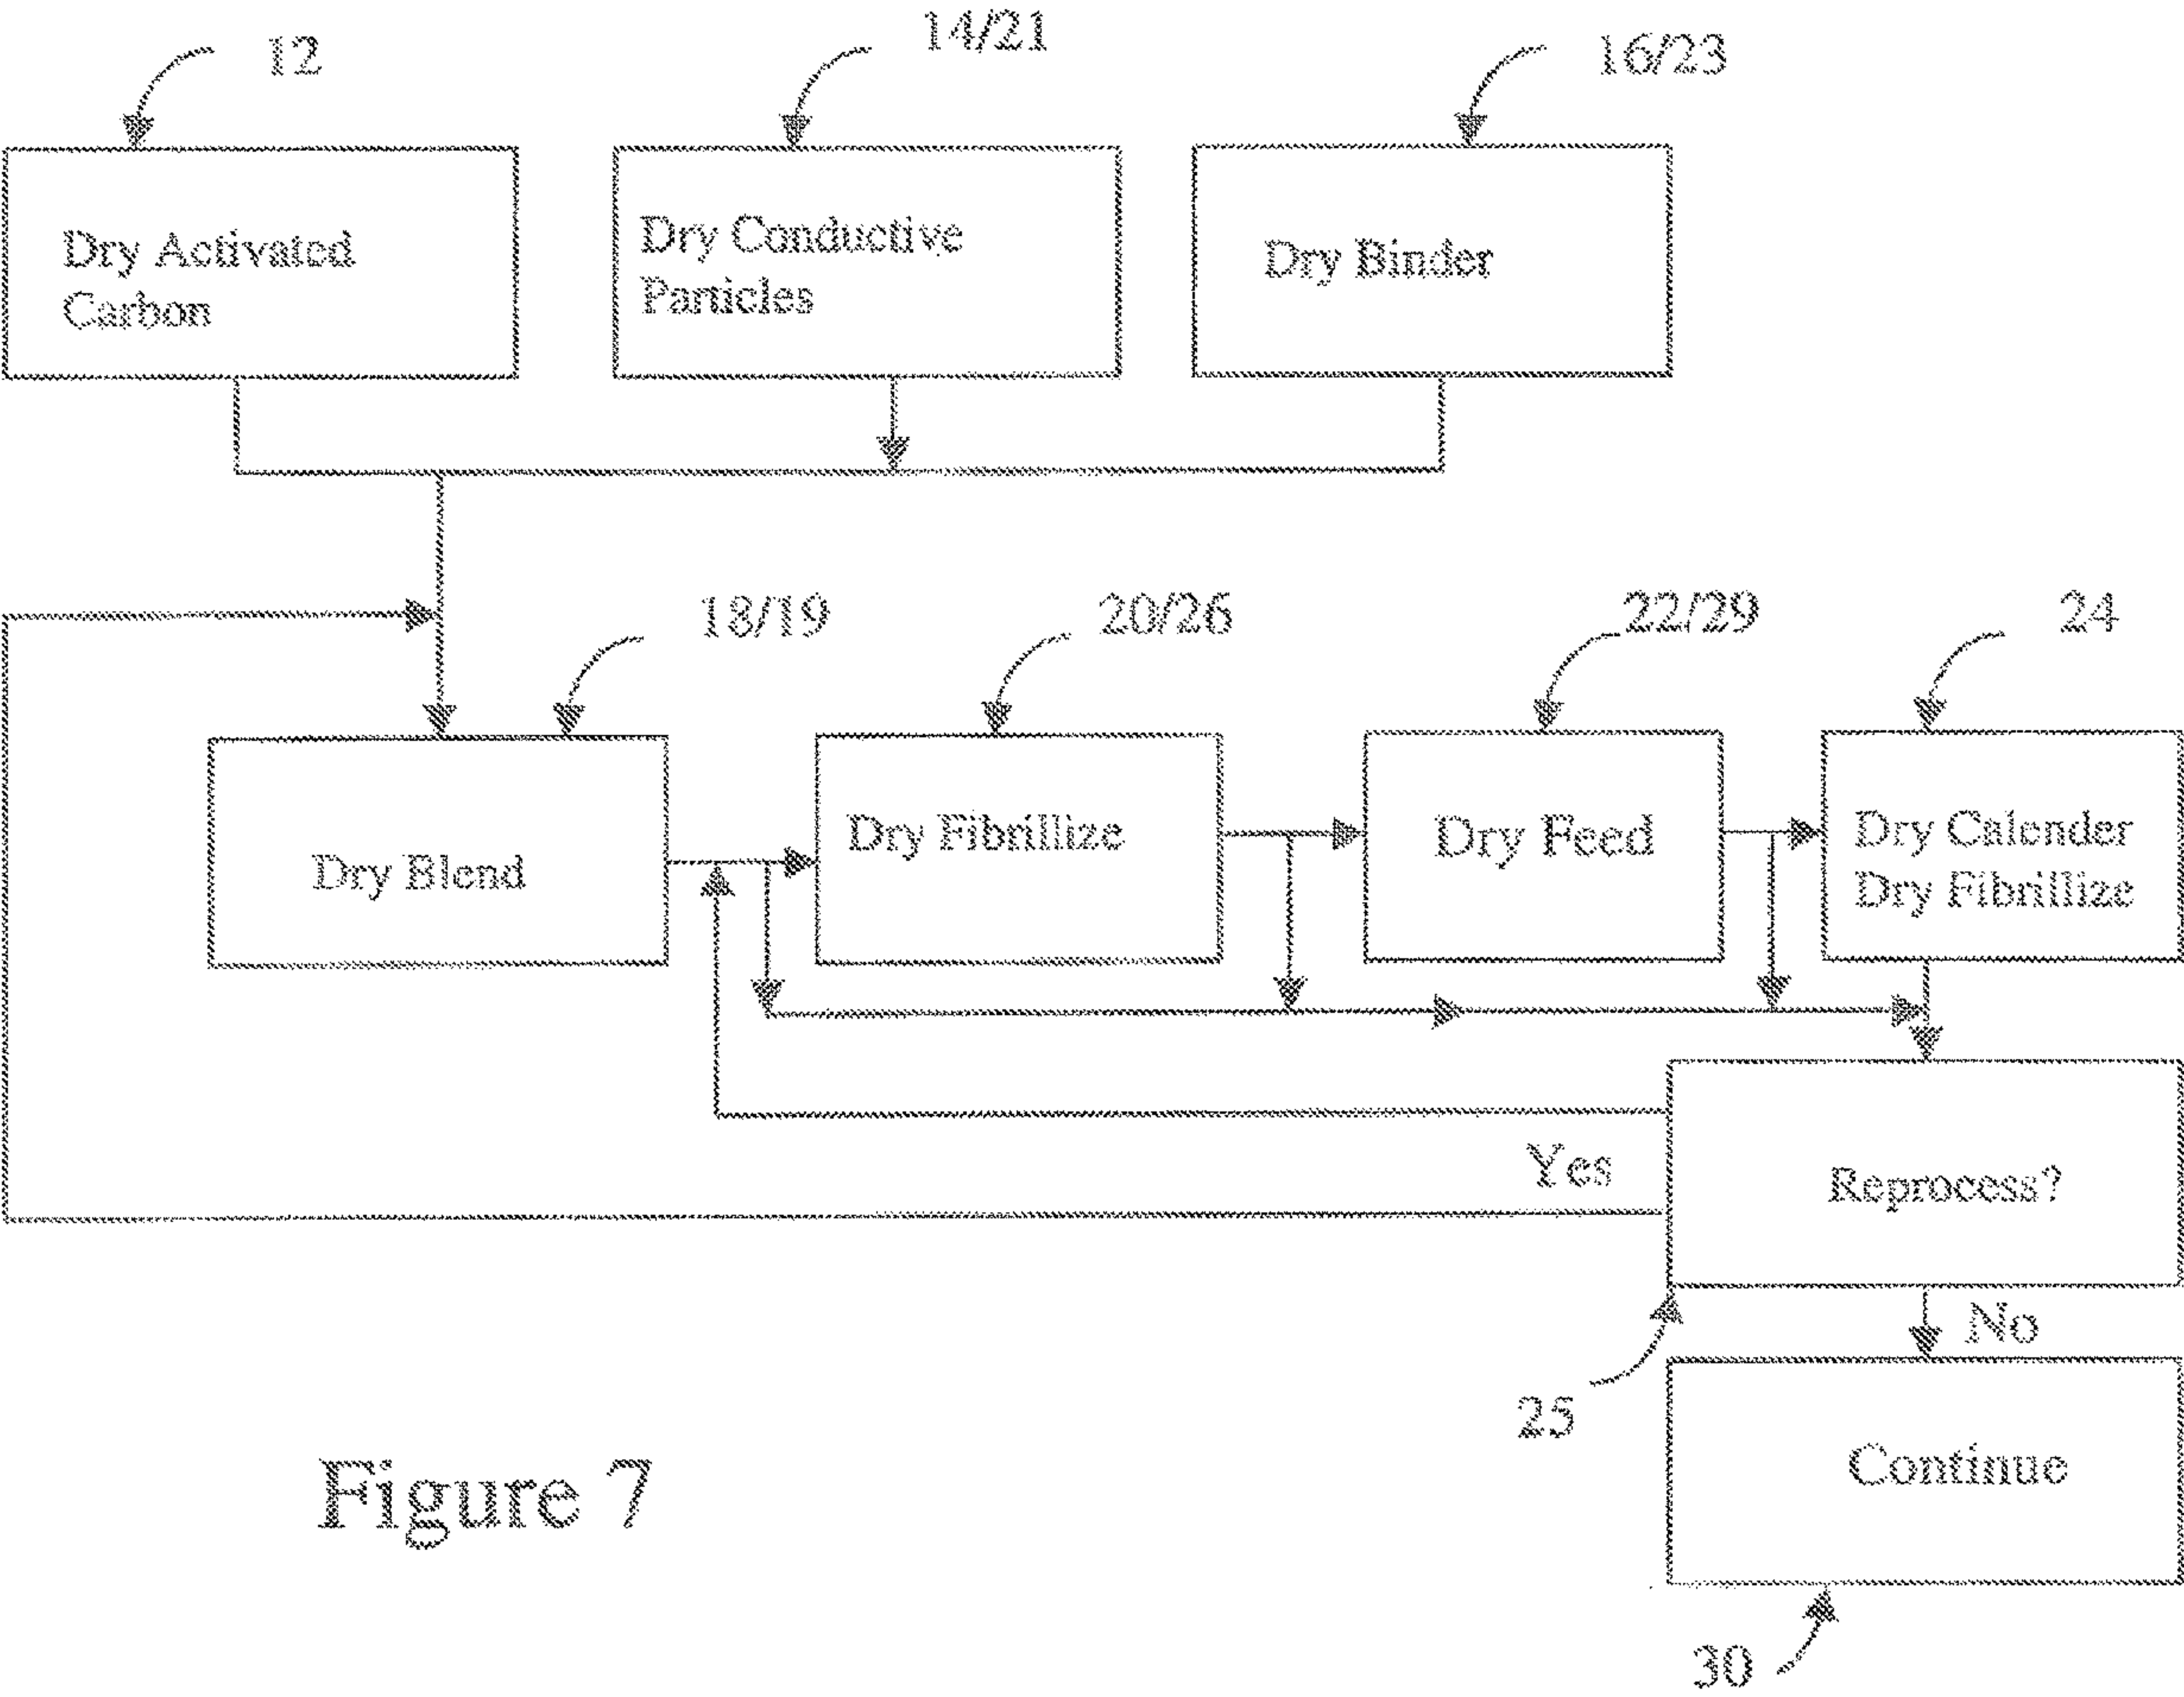 12
14/21
16/23
Dry Activated
Carbon
Dry Conductive
Particles
Dry Binder
18/19
20/26
22/29
24
Dry Blend
Dry Fibrillize
Dry Feed
Dry Calender
Dry Fibrillize
Yes
Reprocess?
No
25
Continue
Figure 7
30